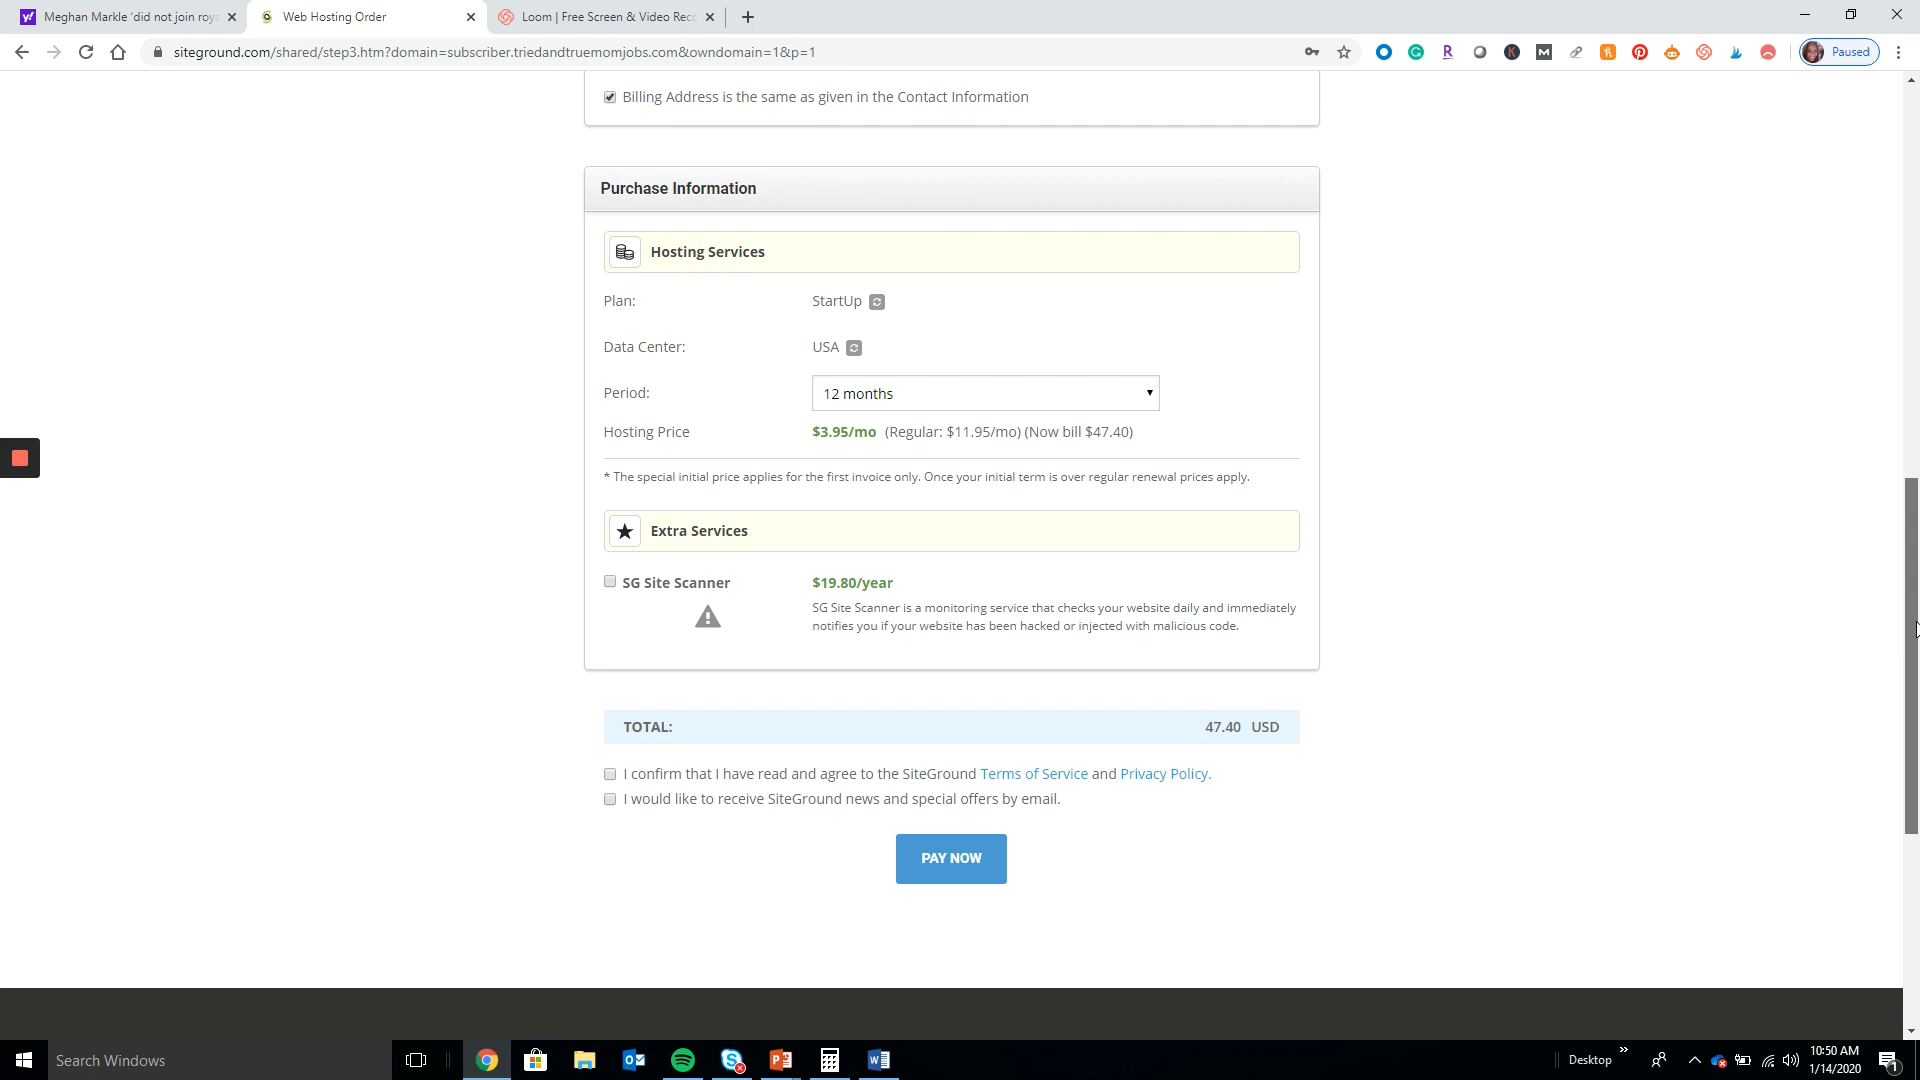 Meghan Markle 'did not join roya
Web Hosting Order
Loom | Free Screen & Video Reco
siteground.com/shared/step3.htm?domain=subscriber.triedandtruemomjobs.com&owndomain=1&p=1
Paused
Billing Address is the same as given in the Contact Information
Purchase Information
Hosting Services
Plan: StartUp
Data Center: USA
Period: 12 months
Hosting Price $3.95/mo (Regular: $11.95/mo) (Now bill $47.40)
* The special initial price applies for the first invoice only. Once your initial term is over regular renewal prices apply.
Extra Services
SG Site Scanner $19.80/year
SG Site Scanner is a monitoring service that checks your website daily and immediately
notifies you if your website has been hacked or injected with malicious code.
TOTAL: 47.40 USD
I confirm that I have read and agree to the SiteGround Terms of Service and Privacy Policy.
I would like to receive SiteGround news and special offers by email.
PAY NOW
Search Windows
Desktop
10:50 AM
1/14/2020
1